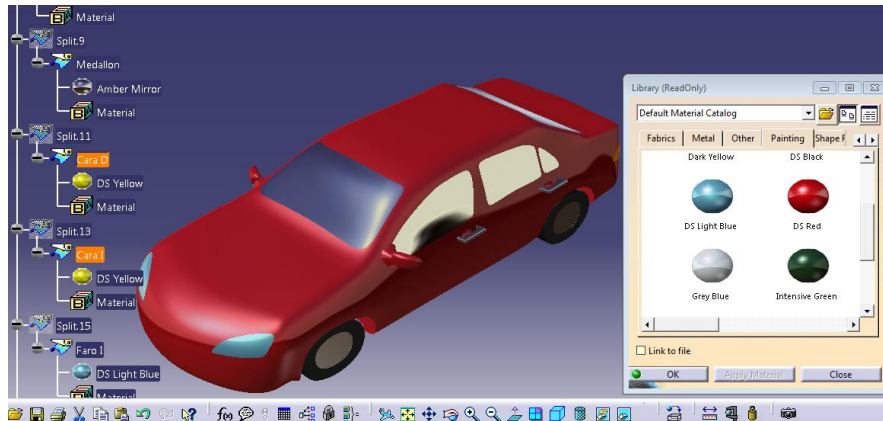 Material
Split.9
Medallon
Amber Mirror
Material
Split.11
Cara D
DS Yellow
Material
Split.13
Cara I
DS Yellow
Material
Split.15
Faro I
DS Light Blue
Material
Library (ReadOnly)
Default Material Catalog
Fabrics Metal Other Painting Shape
Dark Yellow DS Black
DS Light Blue DS Red
Grey Blue Intensive Green
Link to file
OK Apply Material Close
f(x)